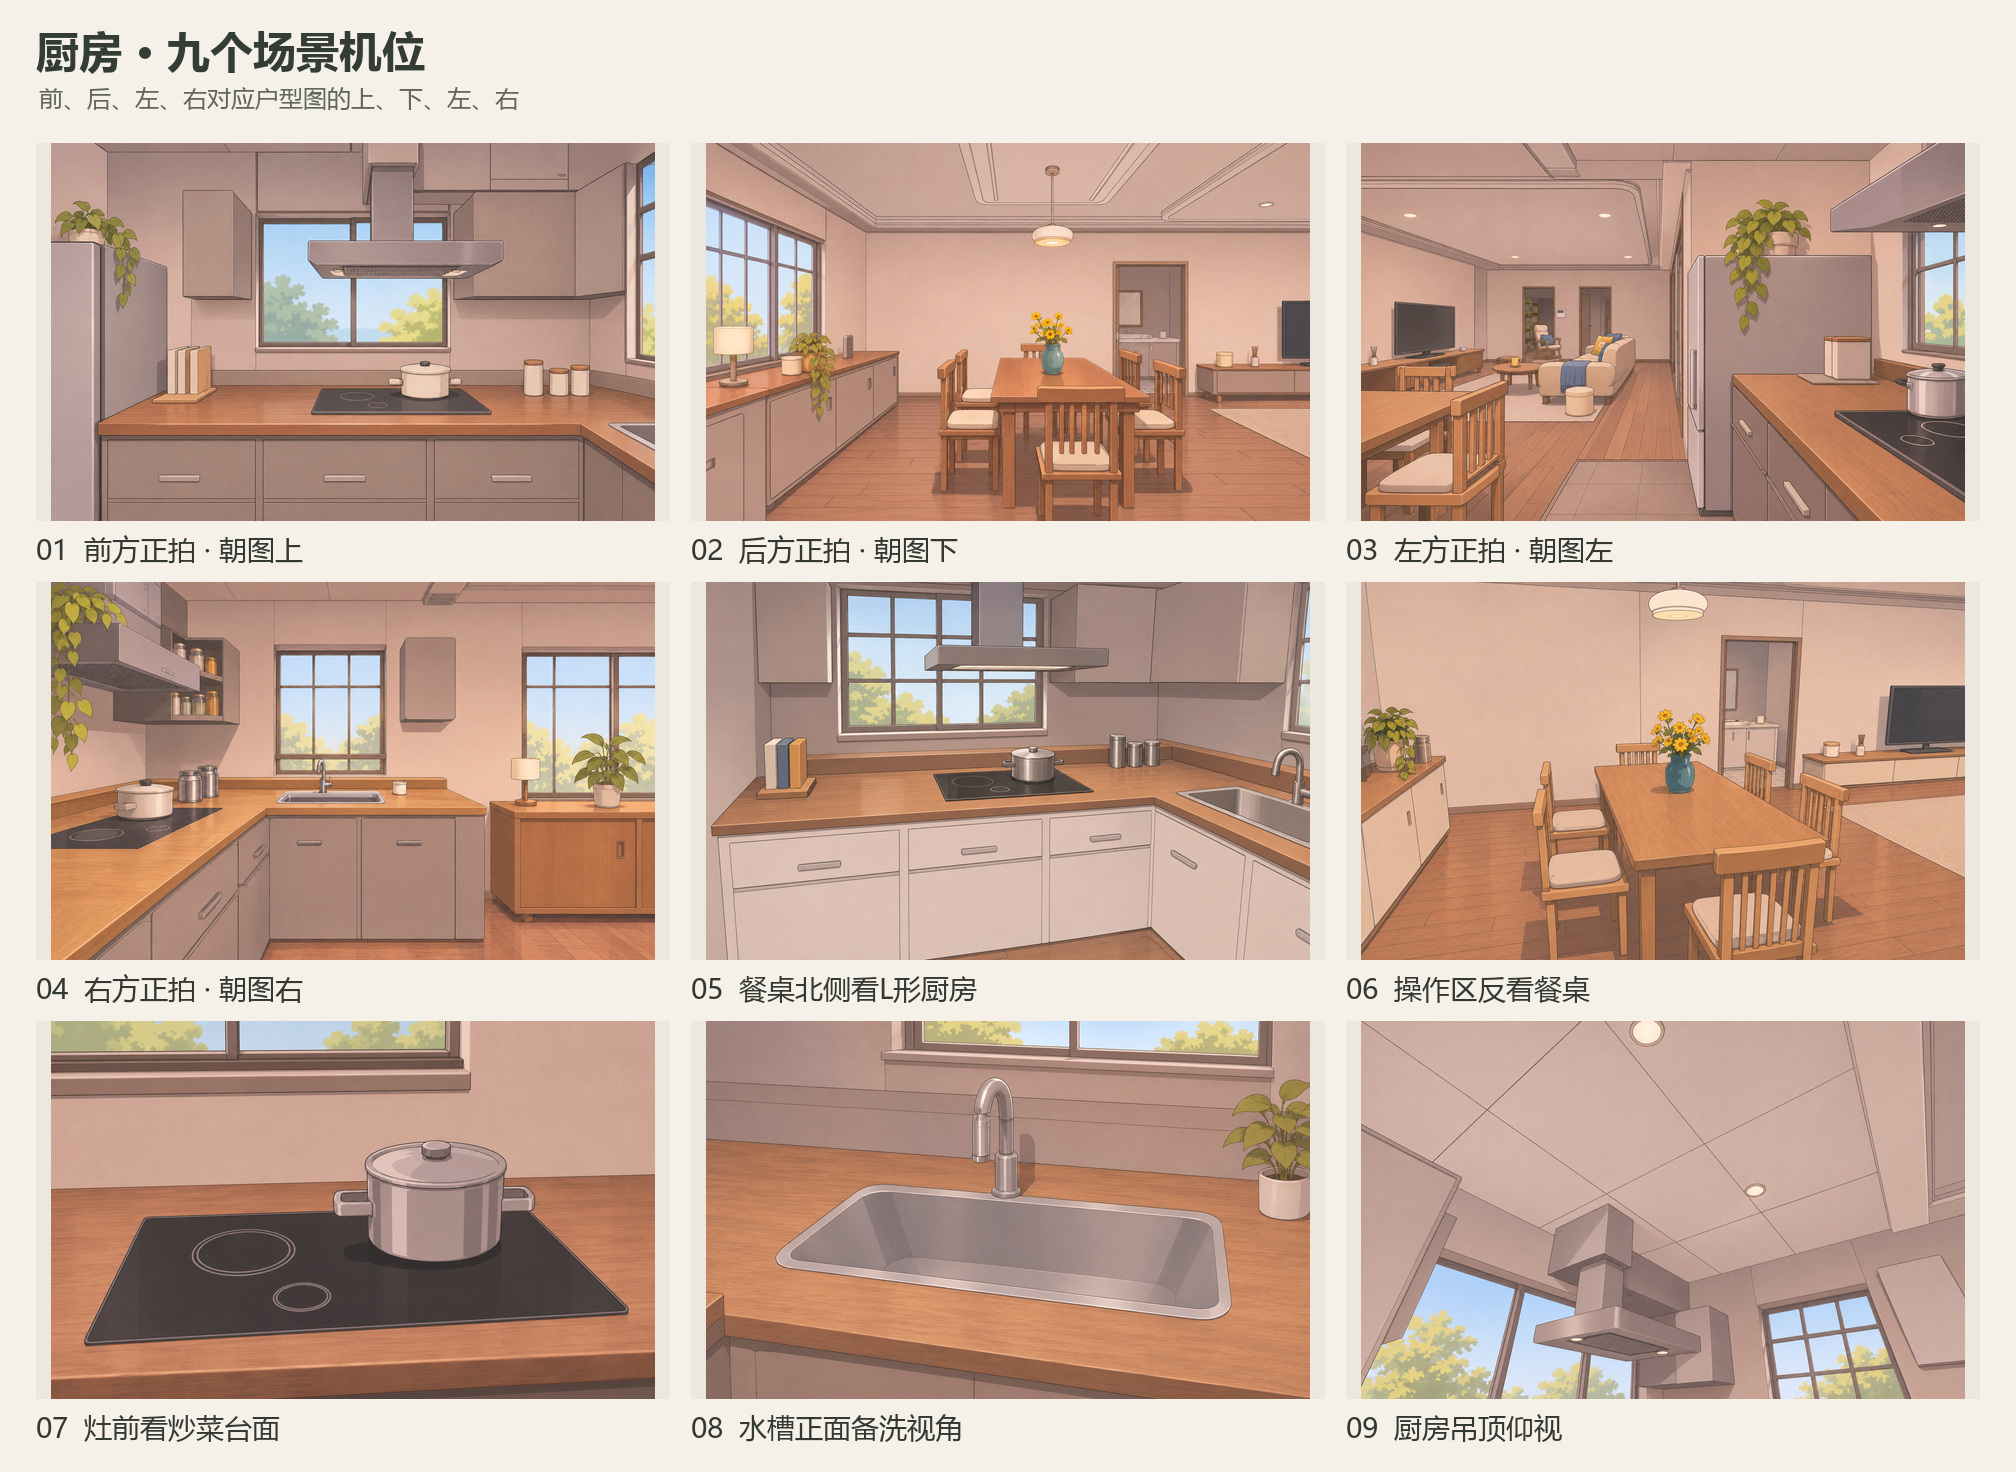 厨房·九个场景机位
前、后、左、右对应户型图的上、下、左、右
01 前方正拍·朝图上
02 后方正拍·朝图下
03 左方正拍·朝图左
04 右方正拍·朝图右
05 餐桌北侧看L形厨房
06 操作区反看餐桌
07 灶前看炒菜台面
08 水槽正面备洗视角
09 厨房吊顶仰视